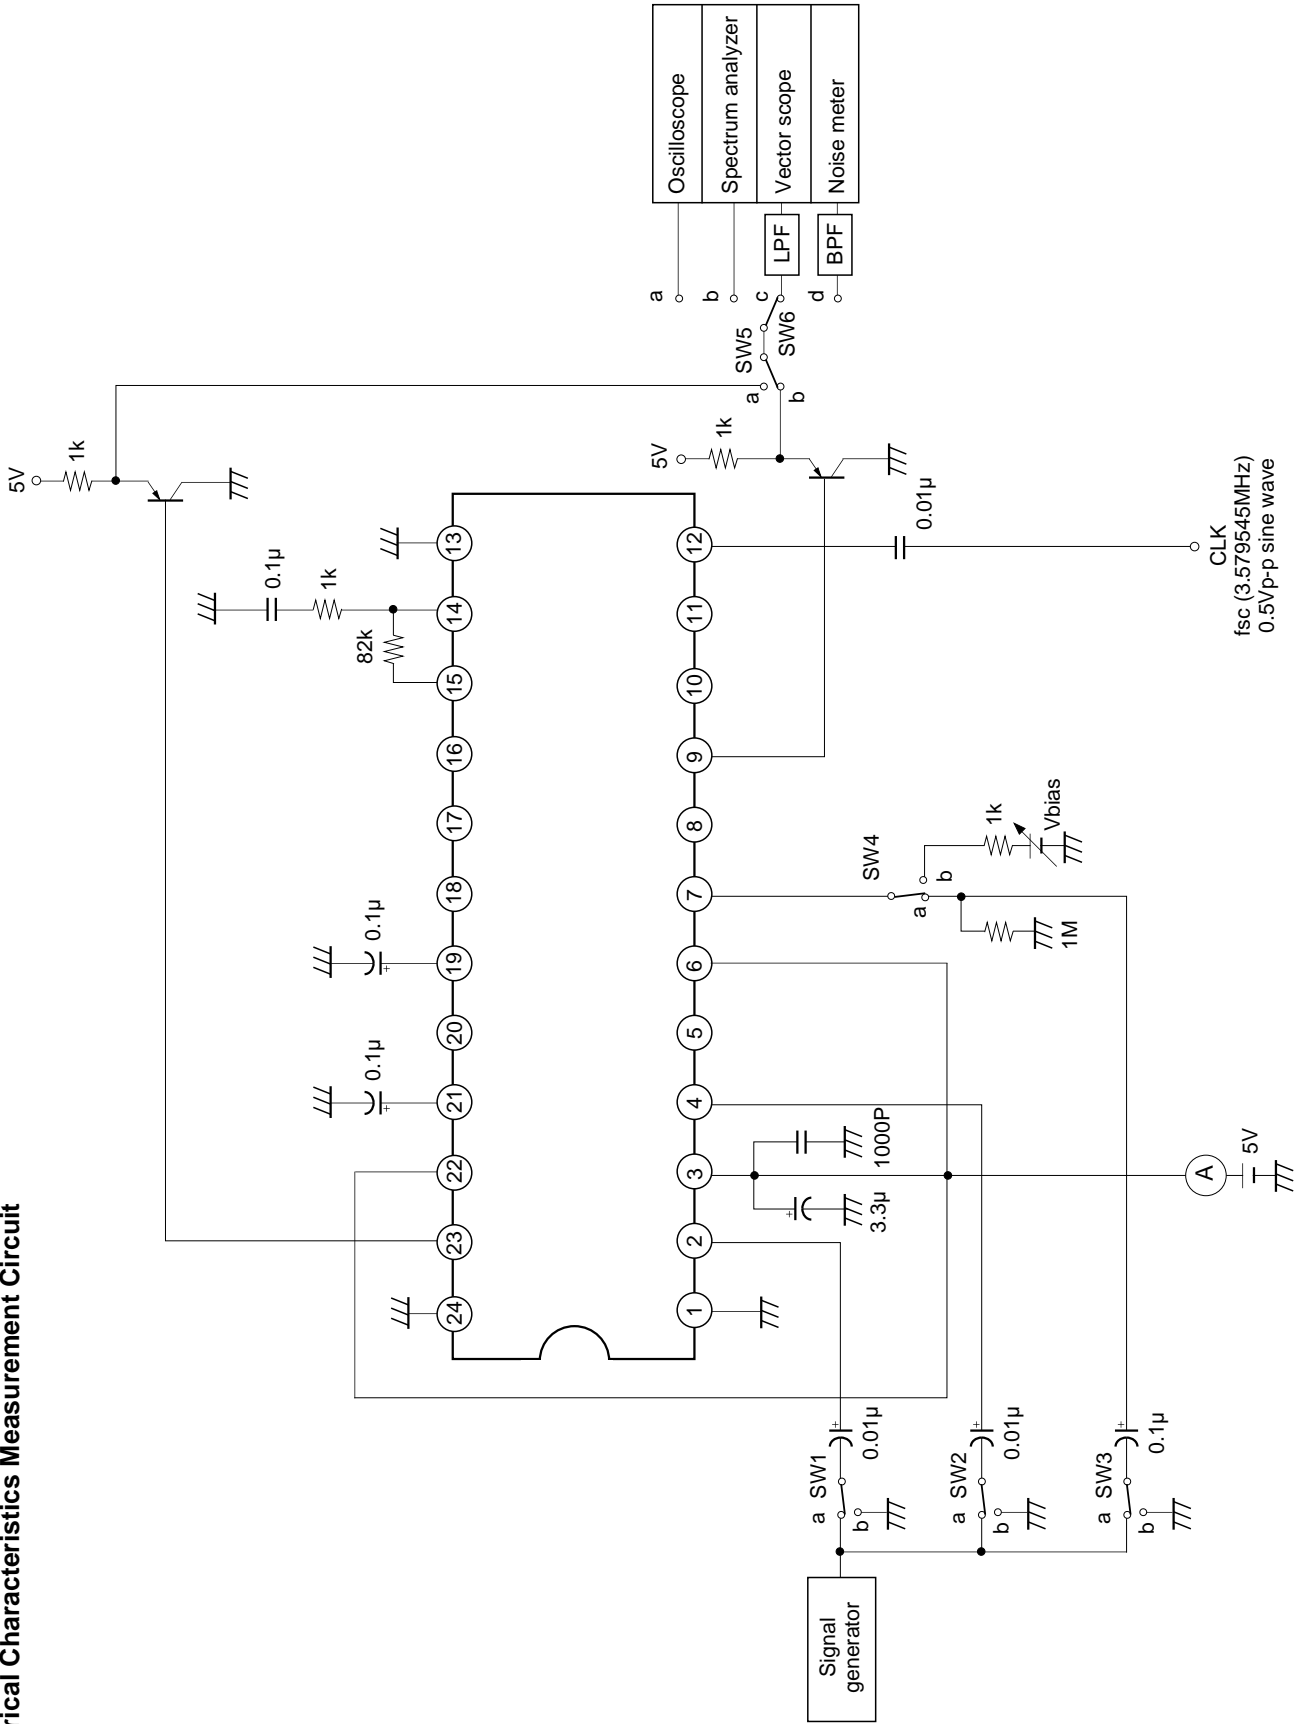 rical Characteristics Measurement Circuit
5V
1k
0.1µ
1k
82k
0.1µ
0.1µ
24
23
22
21
20
19
18
17
16
15
14
13
1
2
3
4
5
6
7
8
9
10
11
12
Oscilloscope
Spectrum analyzer
Vector scope
Noise meter
LPF
BPF
a
b
c
d
SW5
SW6
a
b
5V
1k
0.01µ
CLK
fsc (3.579545MHz)
0.5Vp-p sine wave
SW4
a
b
1k
Vbias
1M
3.3µ
1000P
A
5V
Signal
generator
a
SW1
b
0.01µ
a
SW2
b
0.01µ
a
SW3
b
0.1µ
+
+
+
+
+
+